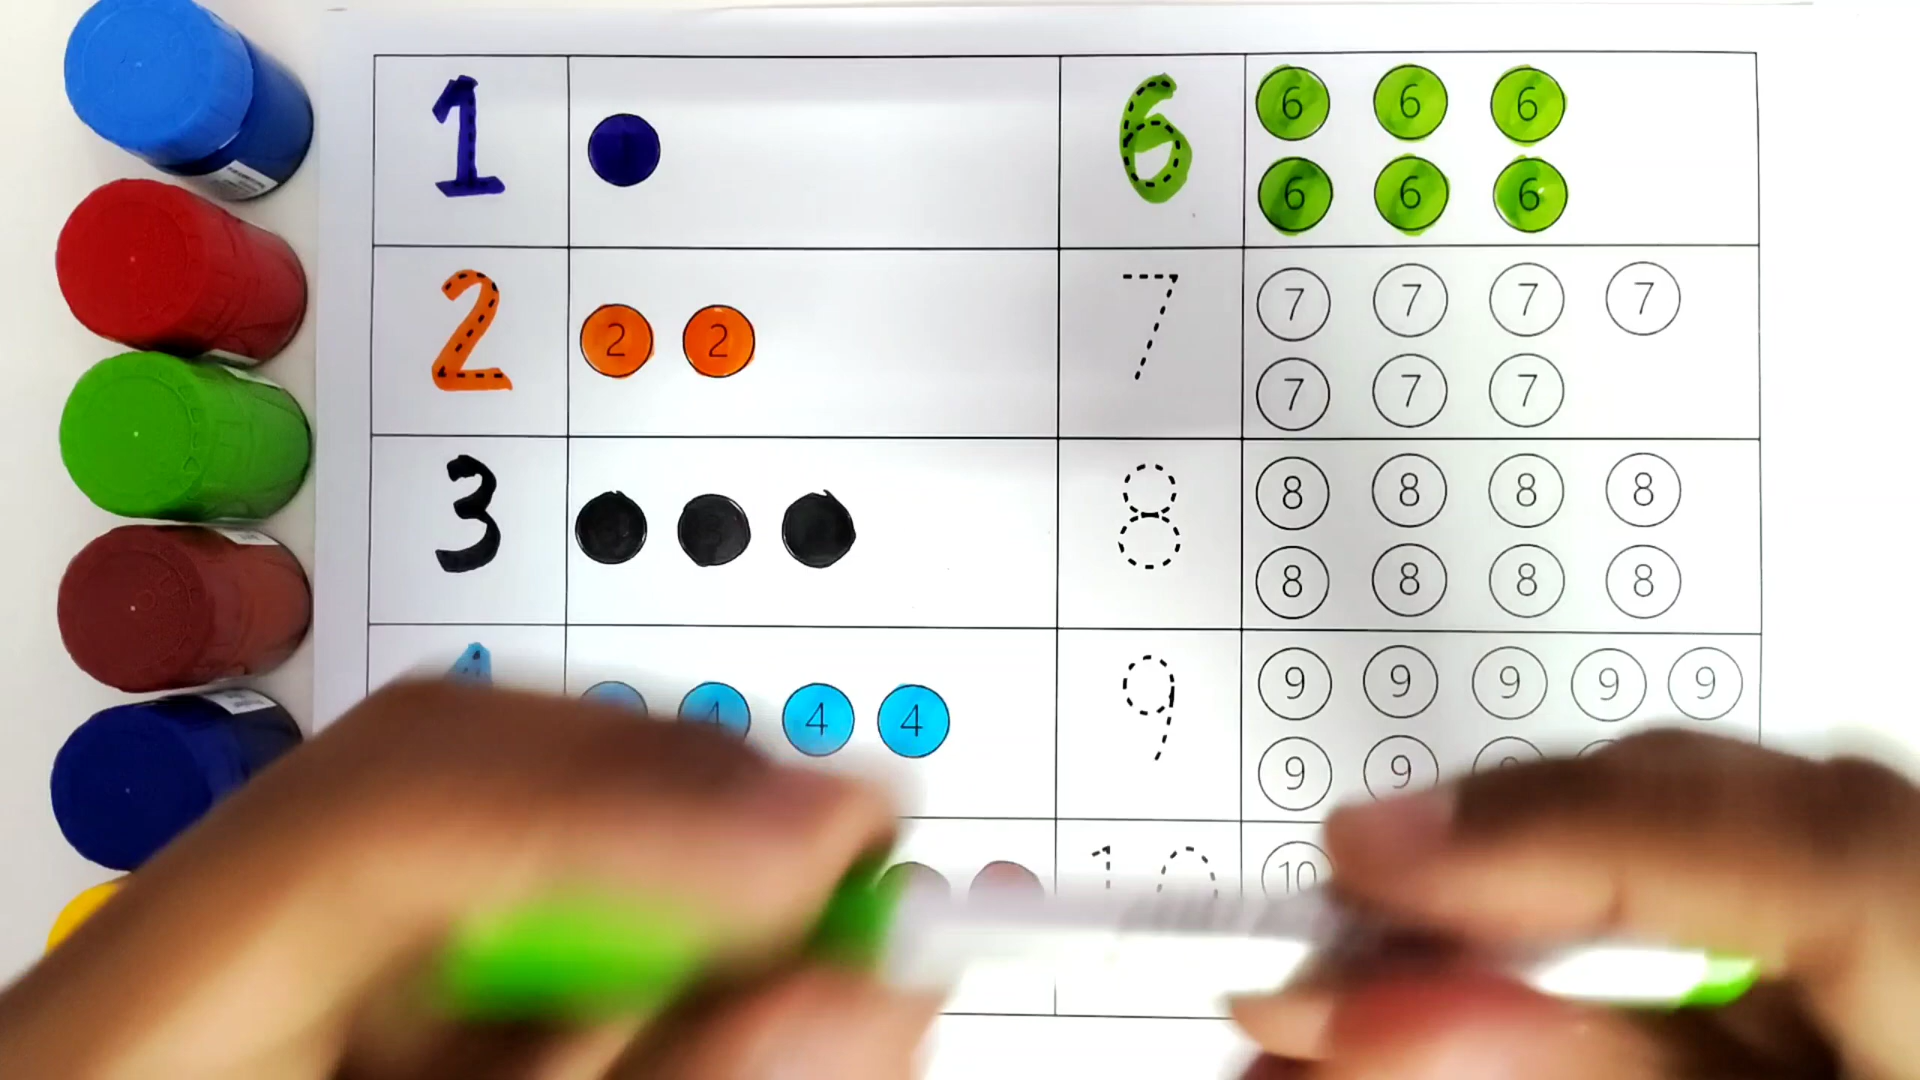 1
6 6 6 6
6 6 6
2 2 2
7 7 7 7 7
7 7 7
3
8 8 8 8 8
8 8 8 8
4 4 4
9 9 9 9 9 9
9 9
10 10